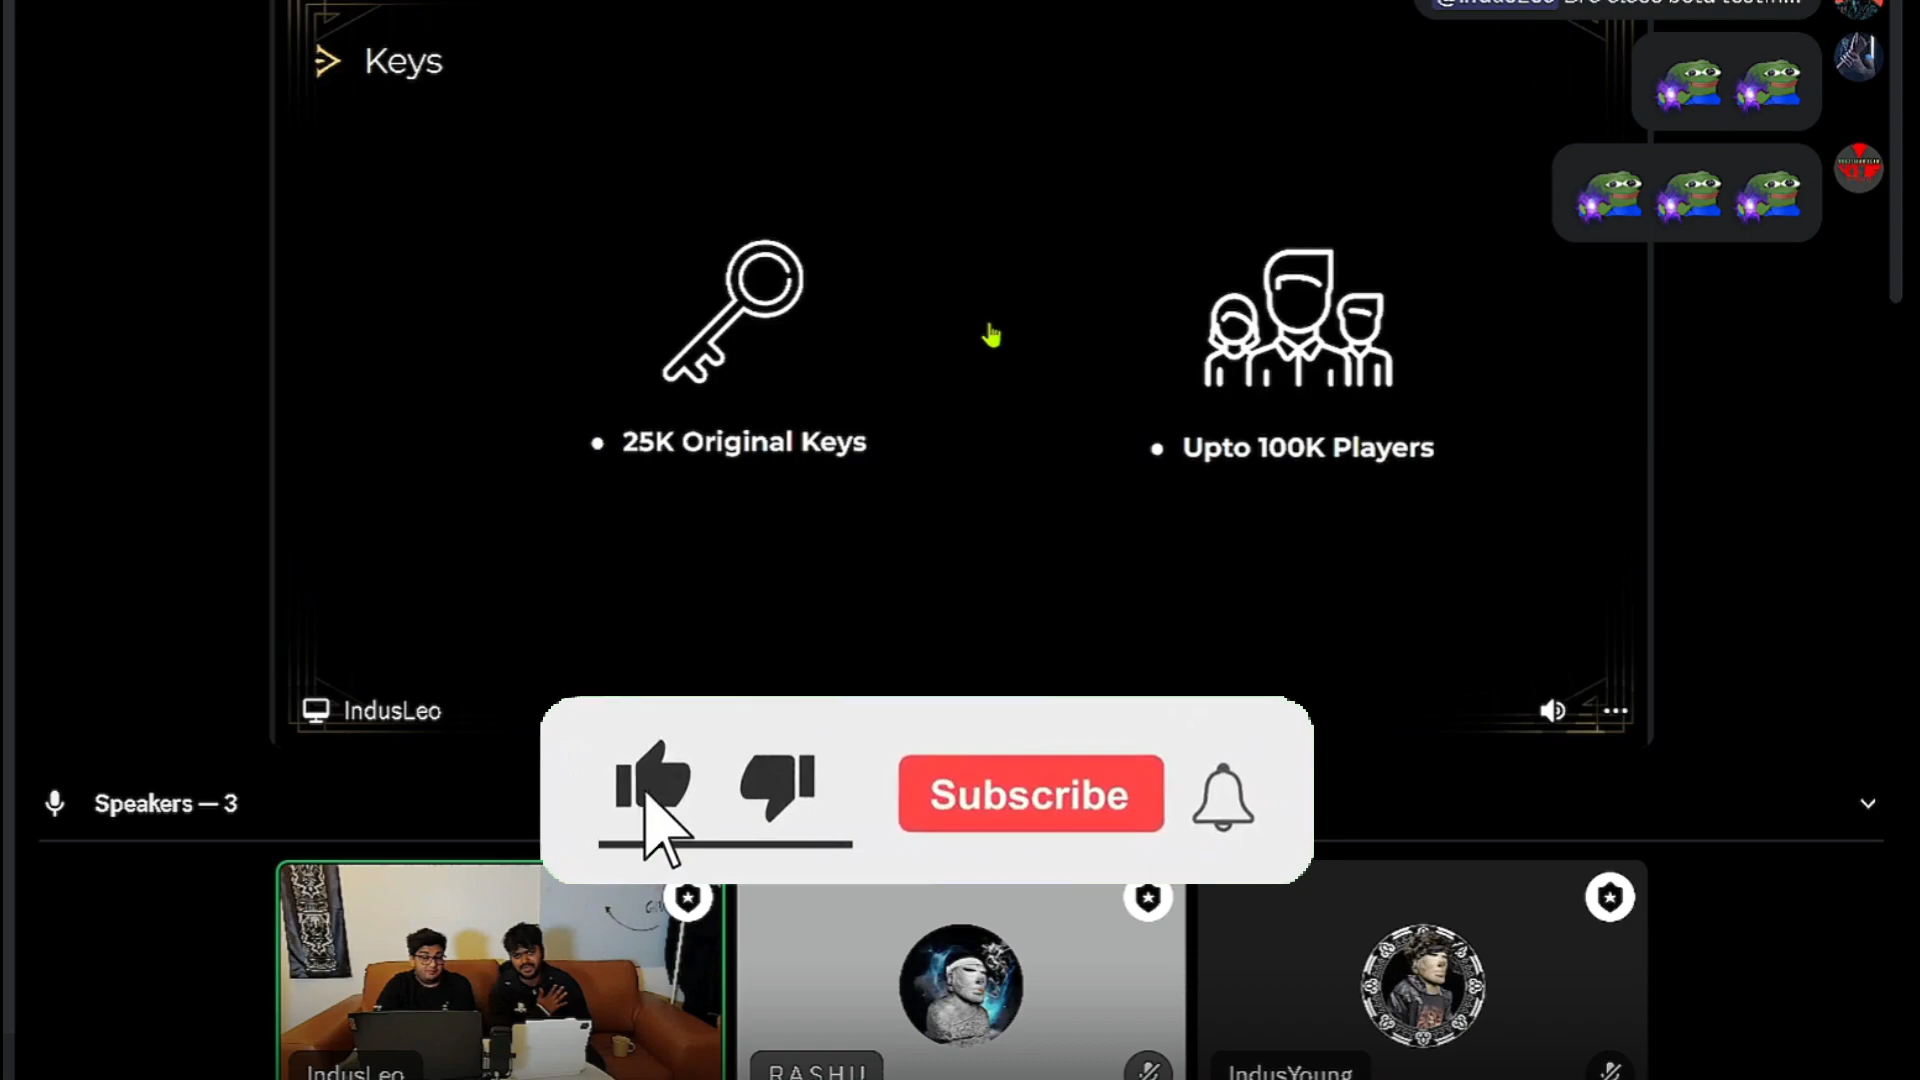 Keys
• 25K Original Keys
• Upto 100K Players
IndusLeo
Subscribe
Speakers — 3
IndusLeo
RASHU
IndusYoung